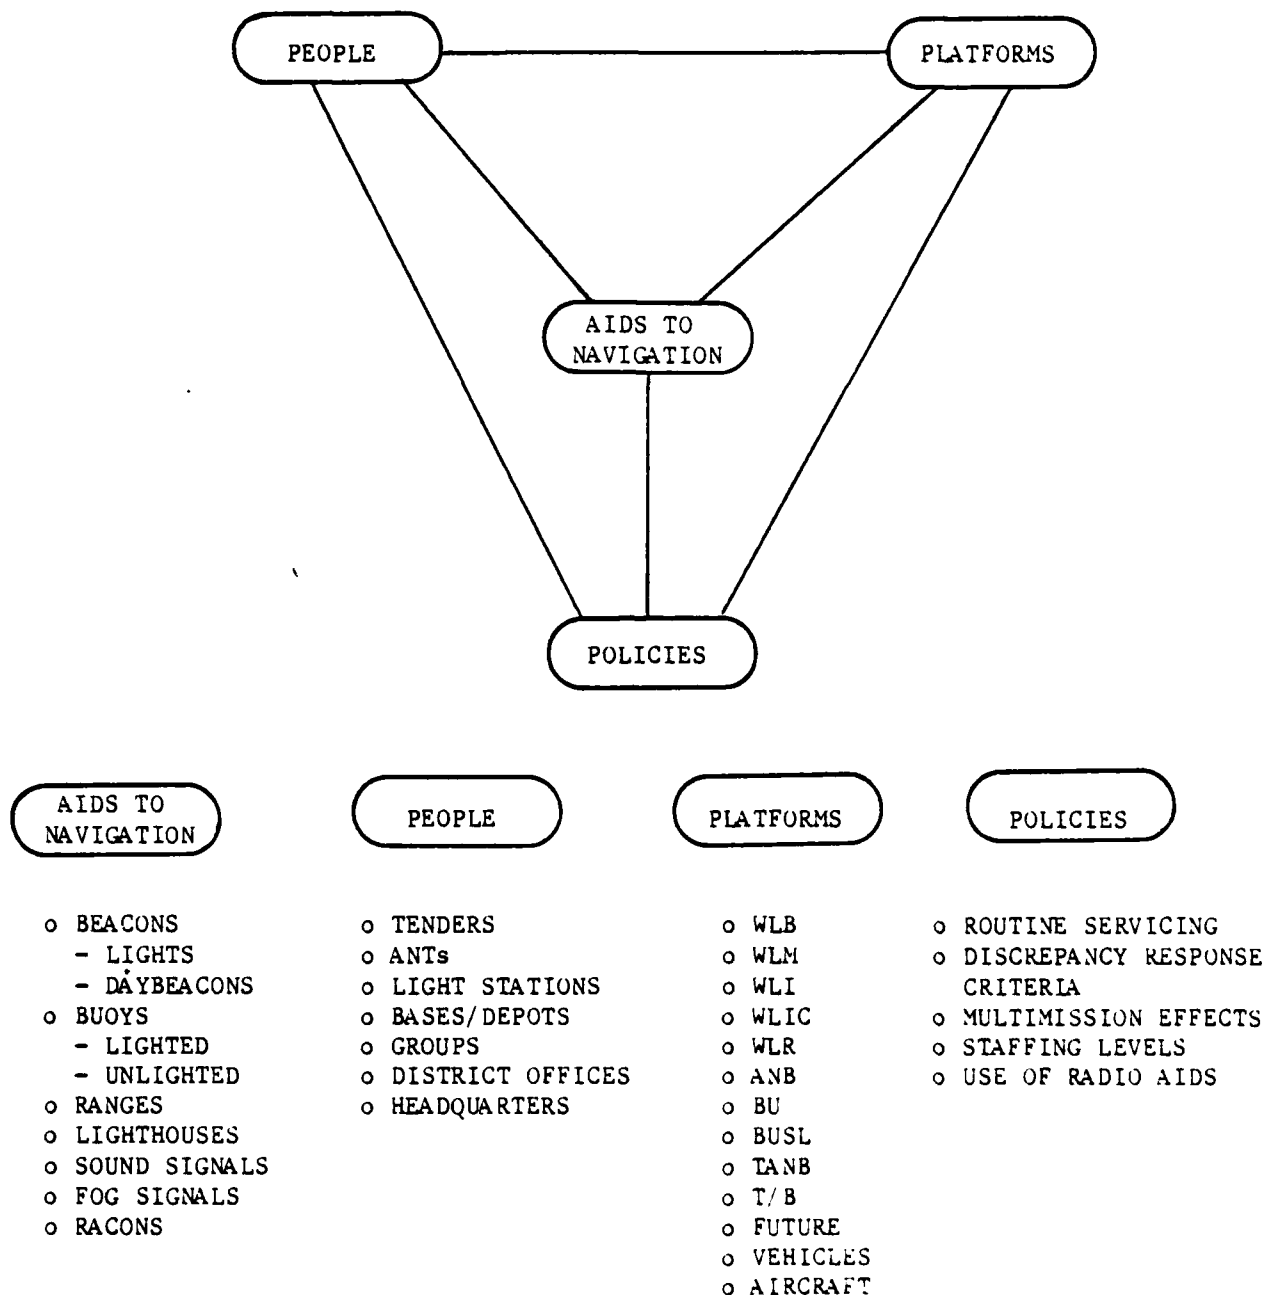 PEOPLE
PLATFORMS
AIDS TO
NAVIGATION
POLICIES
AIDS TO
NAVIGATION
o BEACONS
- LIGHTS
- DAYBEACONS
o BUOYS
- LIGHTED
- UNLIGHTED
o RANGES
o LIGHTHOUSES
o SOUND SIGNALS
o FOG SIGNALS
o RACONS
PEOPLE
o TENDERS
o ANTs
o LIGHT STATIONS
o BASES/DEPOTS
o GROUPS
o DISTRICT OFFICES
o HEADQUARTERS
PLATFORMS
o WLB
o WLM
o WLI
o WLIC
o WLR
o ANB
o BU
o BUSL
o TANB
o T/B
o FUTURE
o VEHICLES
o AIRCRAFT
POLICIES
o ROUTINE SERVICING
o DISCREPANCY RESPONSE
CRITERIA
o MULTIMISSION EFFECTS
o STAFFING LEVELS
o USE OF RADIO AIDS